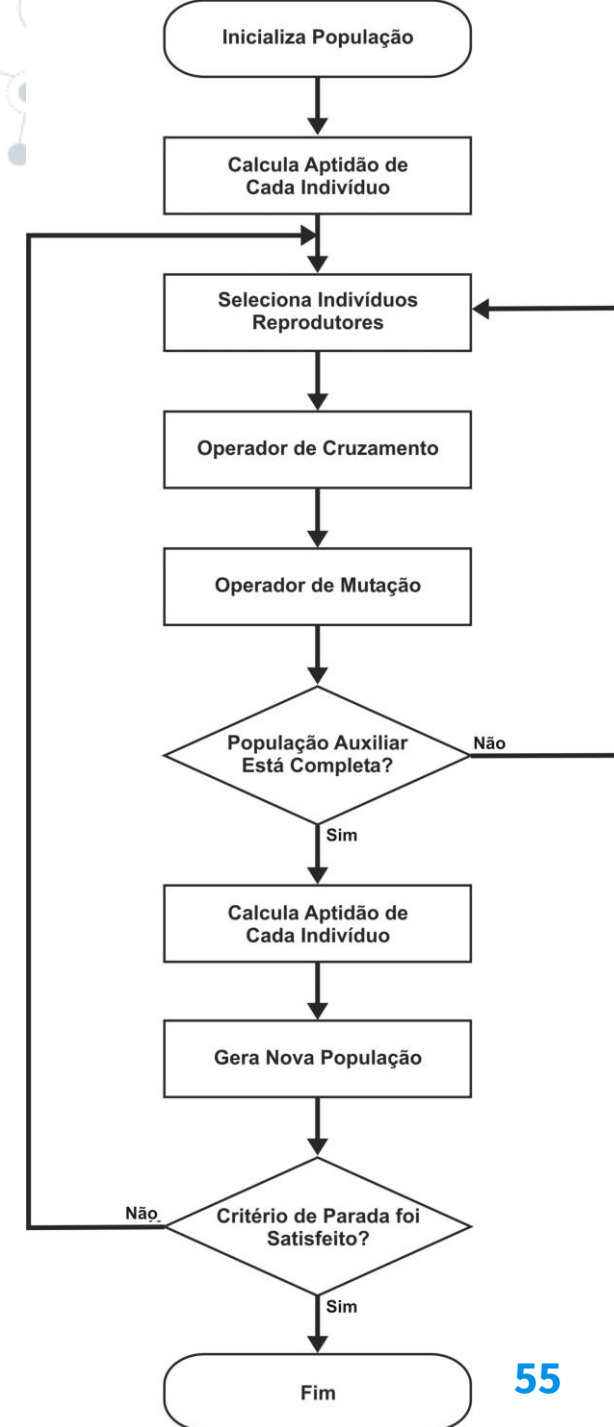 Inicializa População
Calcula Aptidão de
Cada Indivíduo
Seleciona Indivíduos
Reprodutores
Operador de Cruzamento
Operador de Mutação
População Auxiliar
Está Completa?
Não
Sim
Calcula Aptidão de
Cada Indivíduo
Gera Nova População
Critério de Parada foi
Satisfeito?
Não
Sim
Fim
55